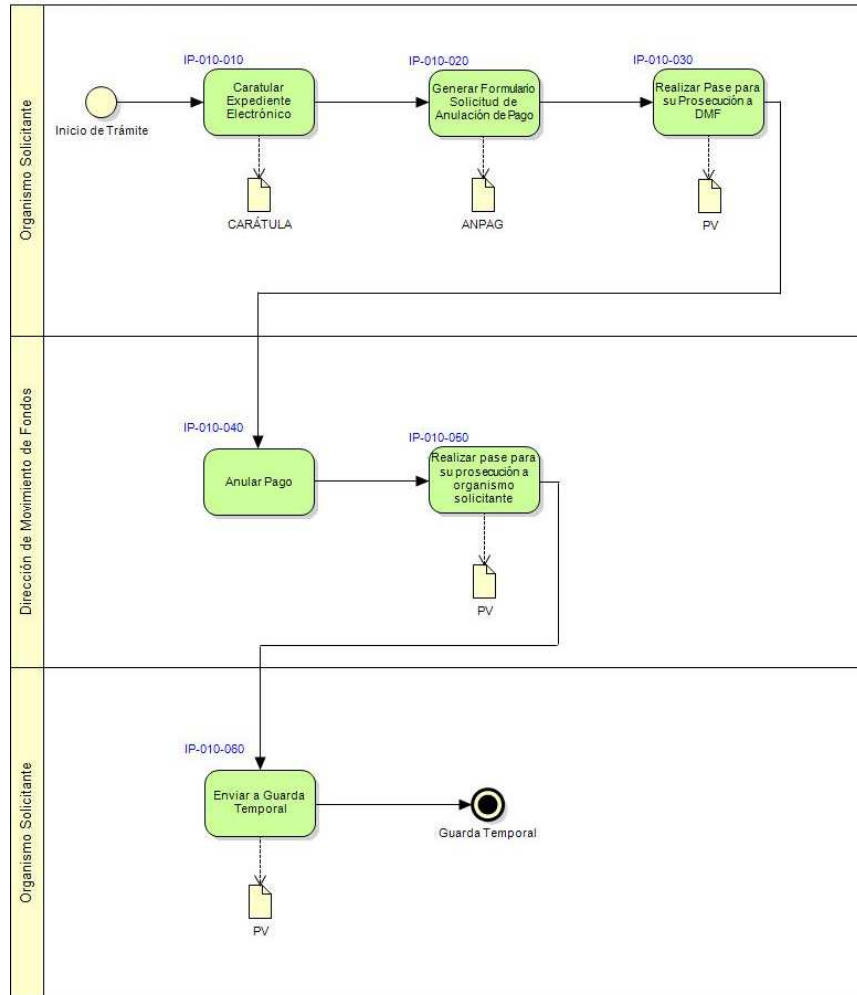 Organismo Solicitante
Inicio de Trámite
IP-010-010
Caratular
Expediente
Electrónico
CARÁTULA
IP-010-020
Generar Formulario
Solicitud de
Anulación de Pago
ANPAG
IP-010-030
Realizar Pase para
su Prosecución a
DMF
PV
Dirección de Movimiento de Fondos
IP-010-040
Anular Pago
IP-010-050
Realizar pase para
su prosecución a
organismo
solicitante
PV
Organismo Solicitante
IP-010-060
Enviar a Guarda
Temporal
PV
Guarda Temporal